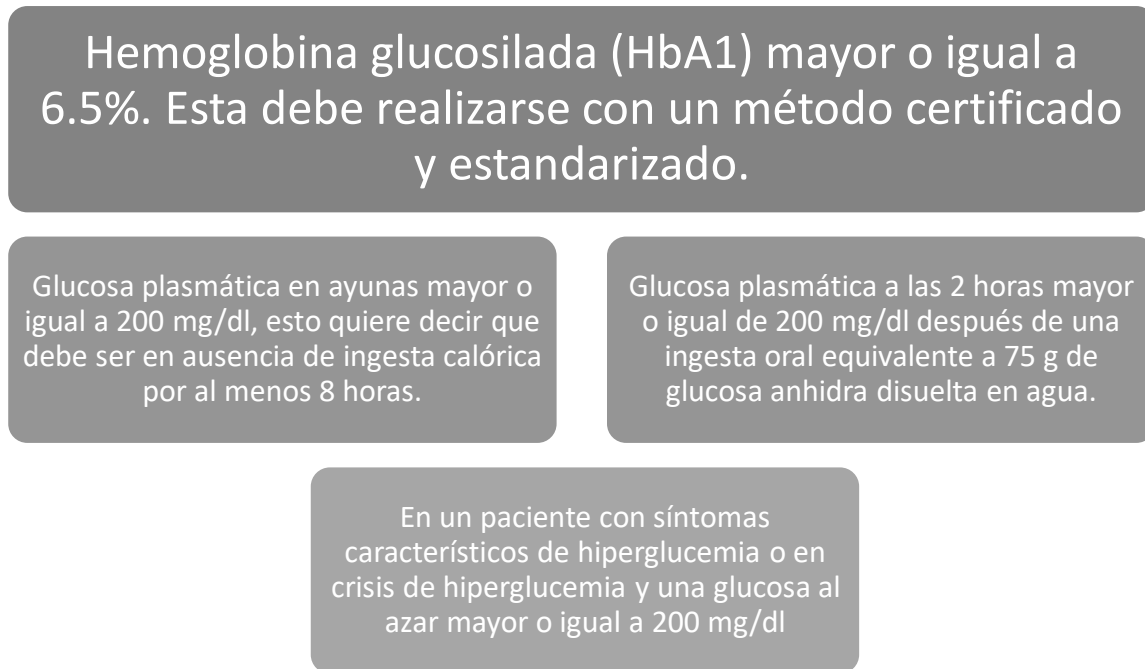 Hemoglobina glucosilada (HbA1) mayor o igual a
6.5%. Esta debe realizarse con un método certificado
y estandarizado.
Glucosa plasmática en ayunas mayor o
igual a 200 mg/dl, esto quiere decir que
debe ser en ausencia de ingesta calórica
por al menos 8 horas.
Glucosa plasmática a las 2 horas mayor
o igual de 200 mg/dl después de una
ingesta oral equivalente a 75 g de
glucosa anhidra disuelta en agua.
En un paciente con síntomas
característicos de hiperglucemia o en
crisis de hiperglucemia y una glucosa al
azar mayor o igual a 200 mg/dl